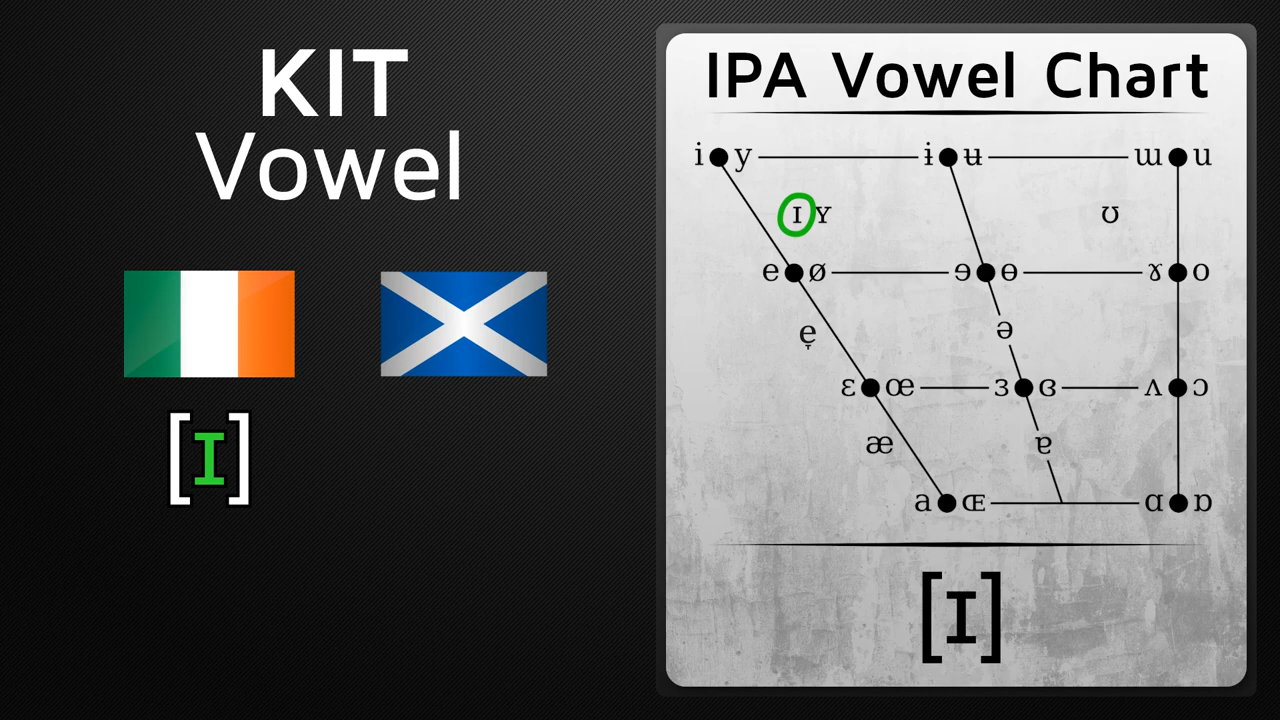 KIT
Vowel
[ɪ]
IPA Vowel Chart
i y ɨ ʉ ɯ u
ɪ ʏ ʊ
e ø ɘ ɵ ɤ o
e̞ ə
ɛ œ ɜ ɞ ʌ ɔ
æ ɐ
a ɶ ɑ ɒ
[ɪ]